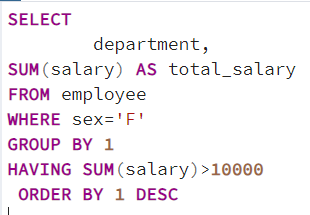 SELECT
department,
SUM(salary) AS total_salary
FROM employee
WHERE sex='F'
GROUP BY 1
HAVING SUM(salary)>10000
ORDER BY 1 DESC